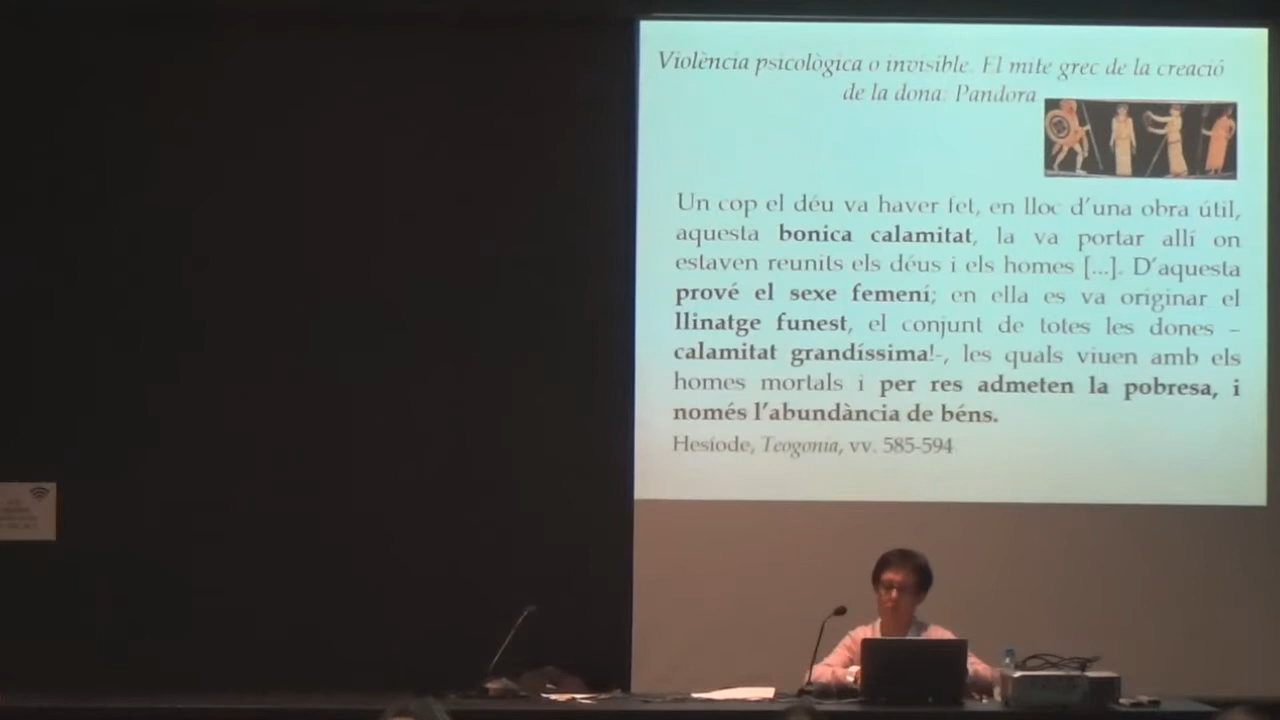 Violència psicològica o invisible. El mite grec de la creació
de la dona: Pandora
Un cop el déu va haver fet, en lloc d'una obra útil,
aquesta bonica calamitat, la va portar allí on
estaven reunits els déus i els homes [...]. D'aquesta
prové el sexe femení; en ella es va originar el
llinatge funest, el conjunt de totes les dones –
calamitat grandíssima!-, les quals viuen amb els
homes mortals i per res admeten la pobresa, i
només l'abundància de béns.
Hesíode, Teogonia, vv. 585-594